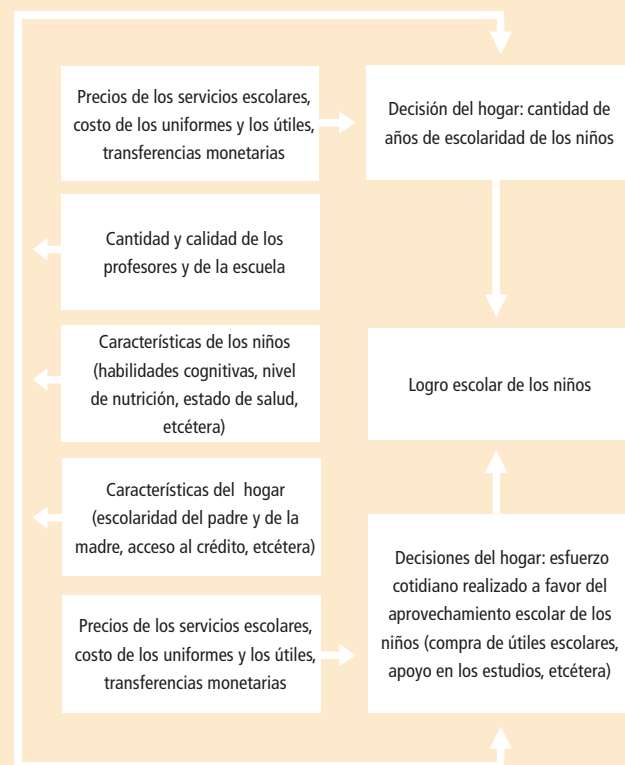 Precios de los servicios escolares,
costo de los uniformes y los útiles,
transferencias monetarias
Decisión del hogar: cantidad de
años de escolaridad de los niños
Cantidad y calidad de los
profesores y de la escuela
Características de los niños
(habilidades cognitivas, nivel
de nutrición, estado de salud,
etcétera)
Logro escolar de los niños
Características del hogar
(escolaridad del padre y de la
madre, acceso al crédito, etcétera)
Precios de los servicios escolares,
costo de los uniformes y los útiles,
transferencias monetarias
Decisiones del hogar: esfuerzo
cotidiano realizado a favor del
aprovechamiento escolar de los
niños (compra de útiles escolares,
apoyo en los estudios, etcétera)